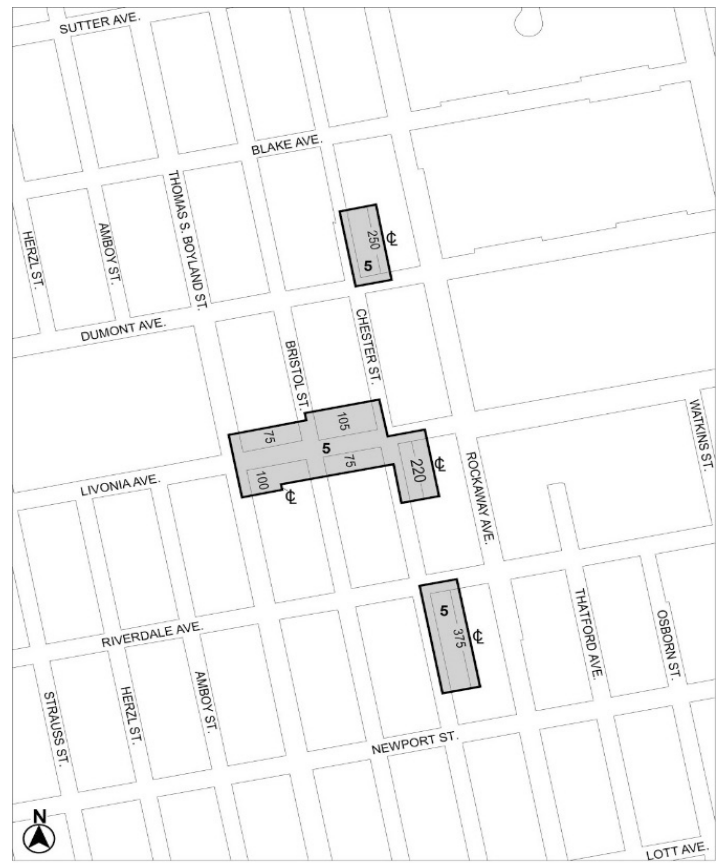 SUTTER AVE.
BLAKE AVE.
THOMAS S. BOYLAND ST.
HERZL ST.
AMBOY ST.
250
℄
5
DUMONT AVE.
CHESTER ST.
BRISTOL ST.
75
105
5
75
100
℄
220
℄
WATKINS ST.
LIVONIA AVE.
ROCKAWAY AVE.
5
375
℄
THATFORD AVE.
OSBORN ST.
RIVERDALE AVE.
STRAUSS ST.
HERZL ST.
AMBOY ST.
NEWPORT ST.
N
LOTT AVE.